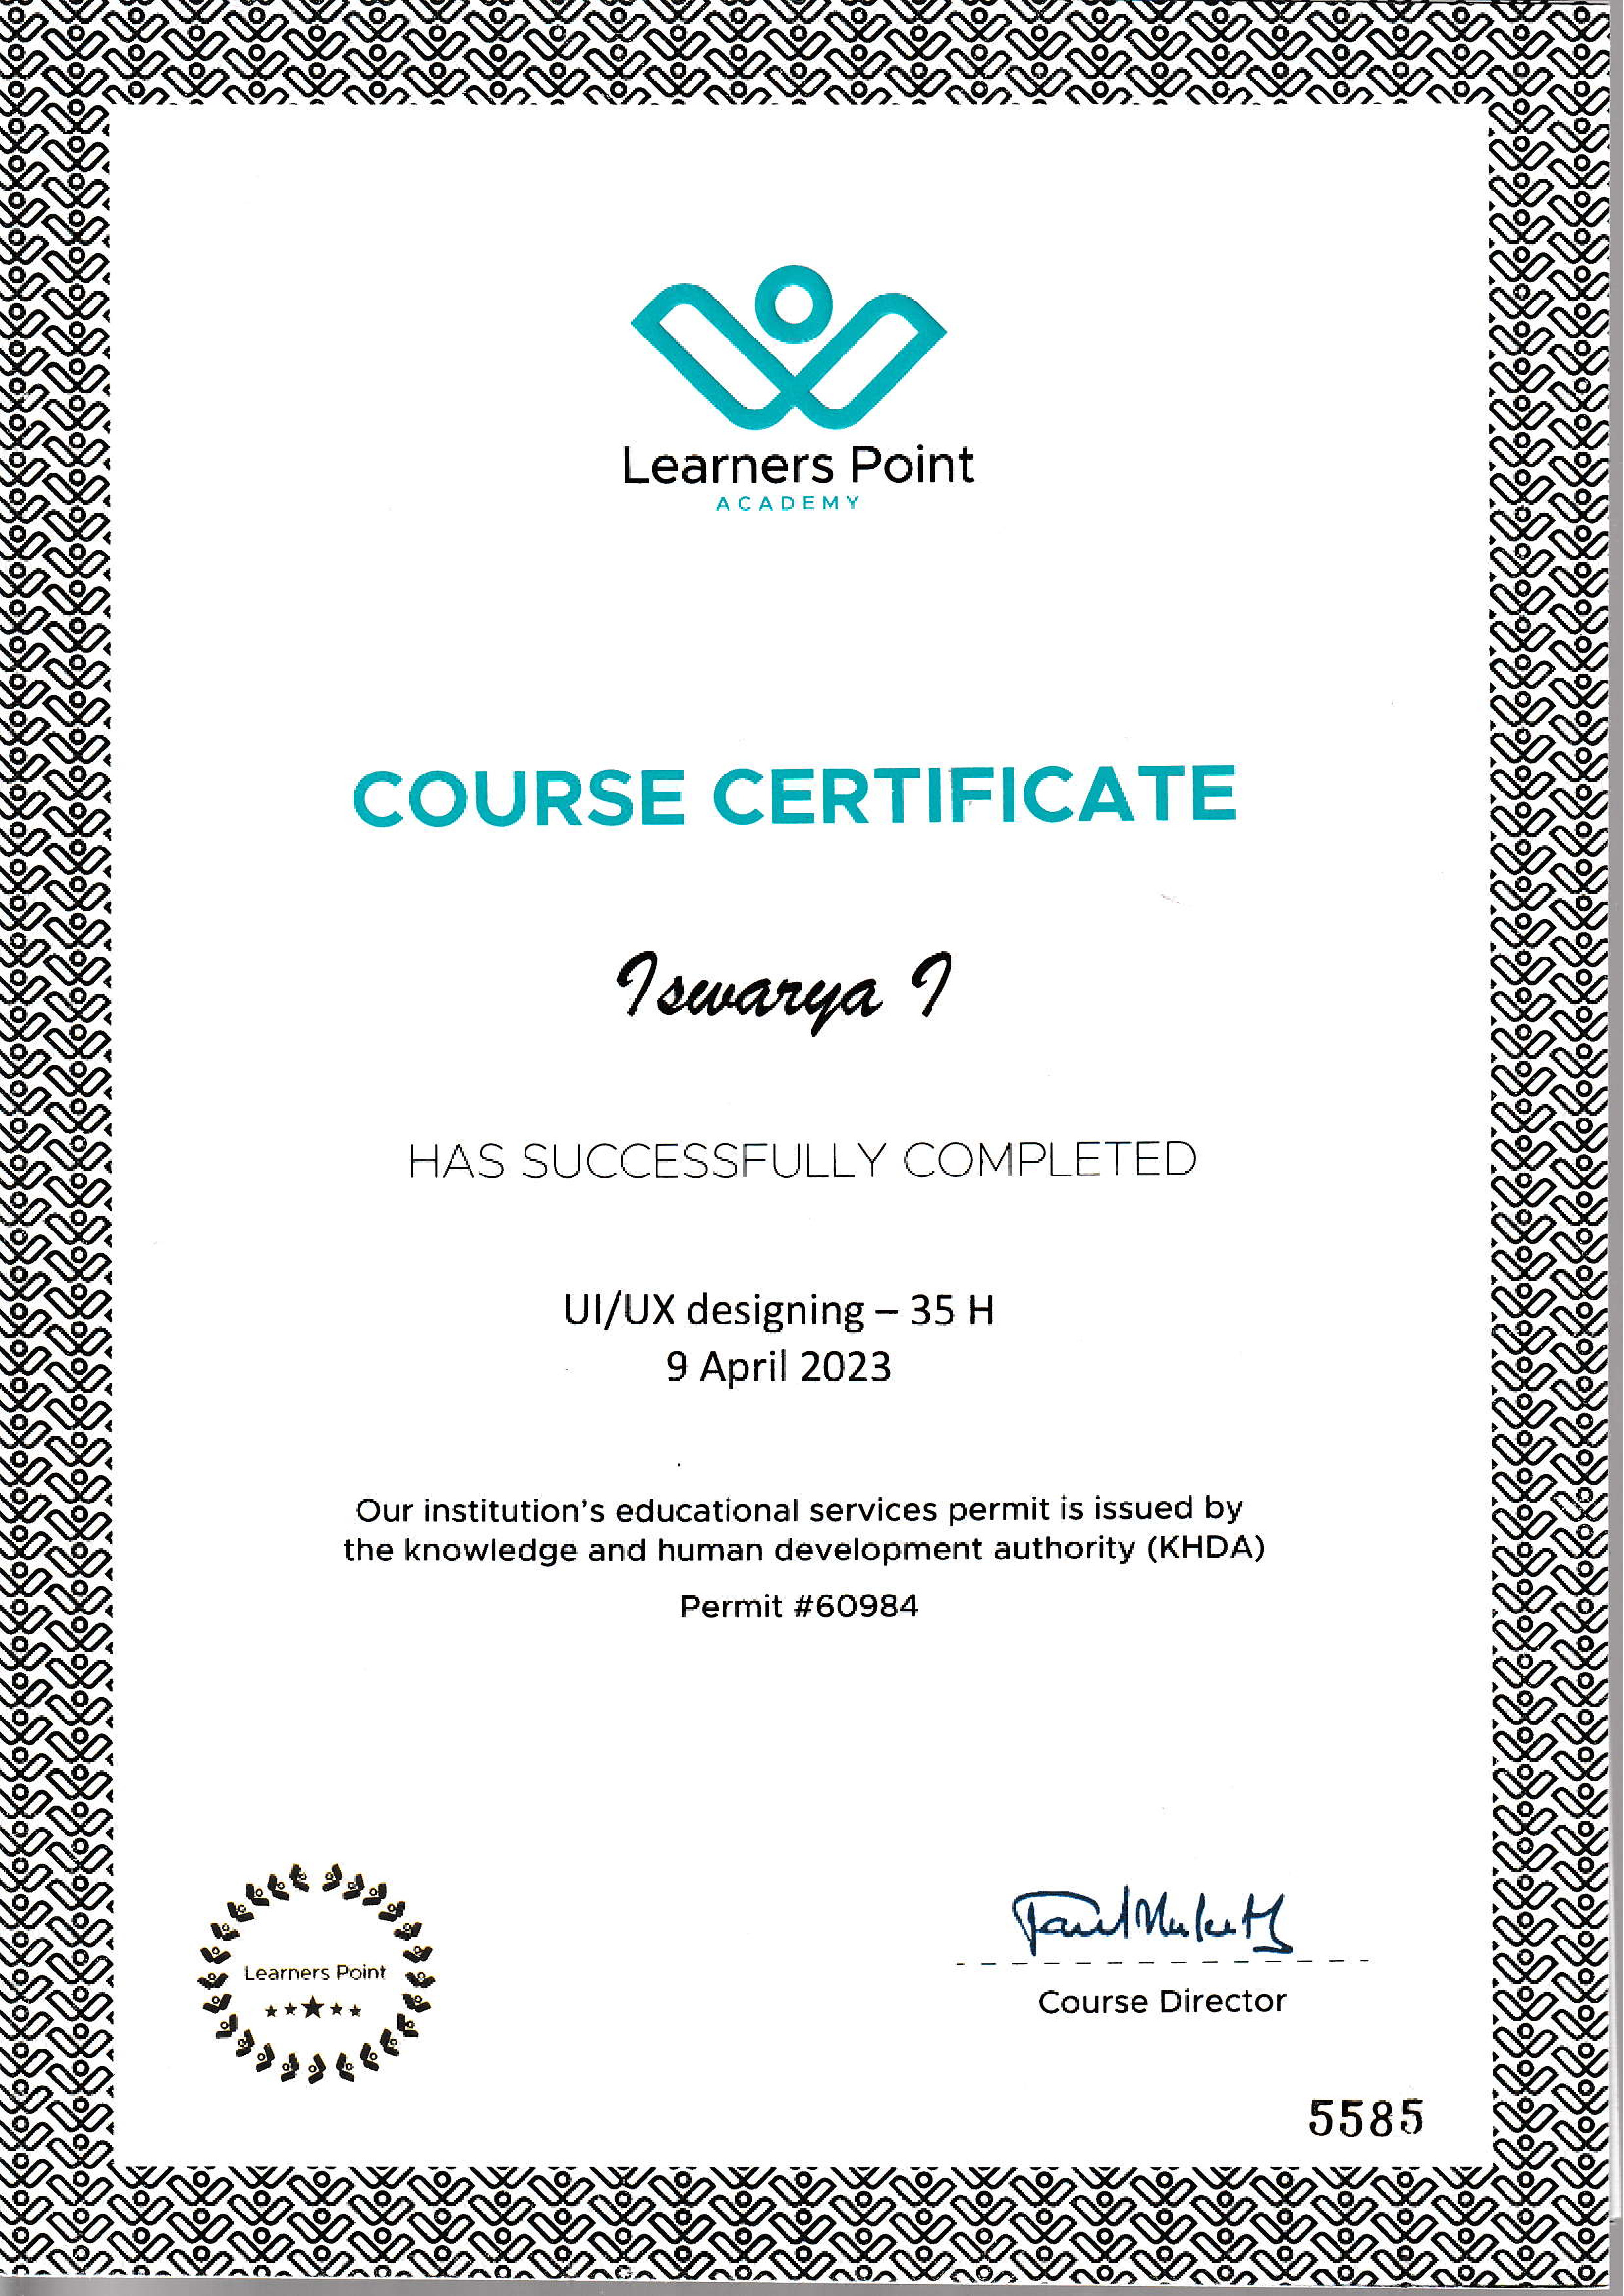 Learners Point
ACADEMY
COURSE CERTIFICATE
Iswarya I
HAS SUCCESSFULLY COMPLETED
UI/UX designing – 35 H
9 April 2023
Our institution's educational services permit is issued by
the knowledge and human development authority (KHDA)
Permit #60984
Learners Point
Course Director
5585